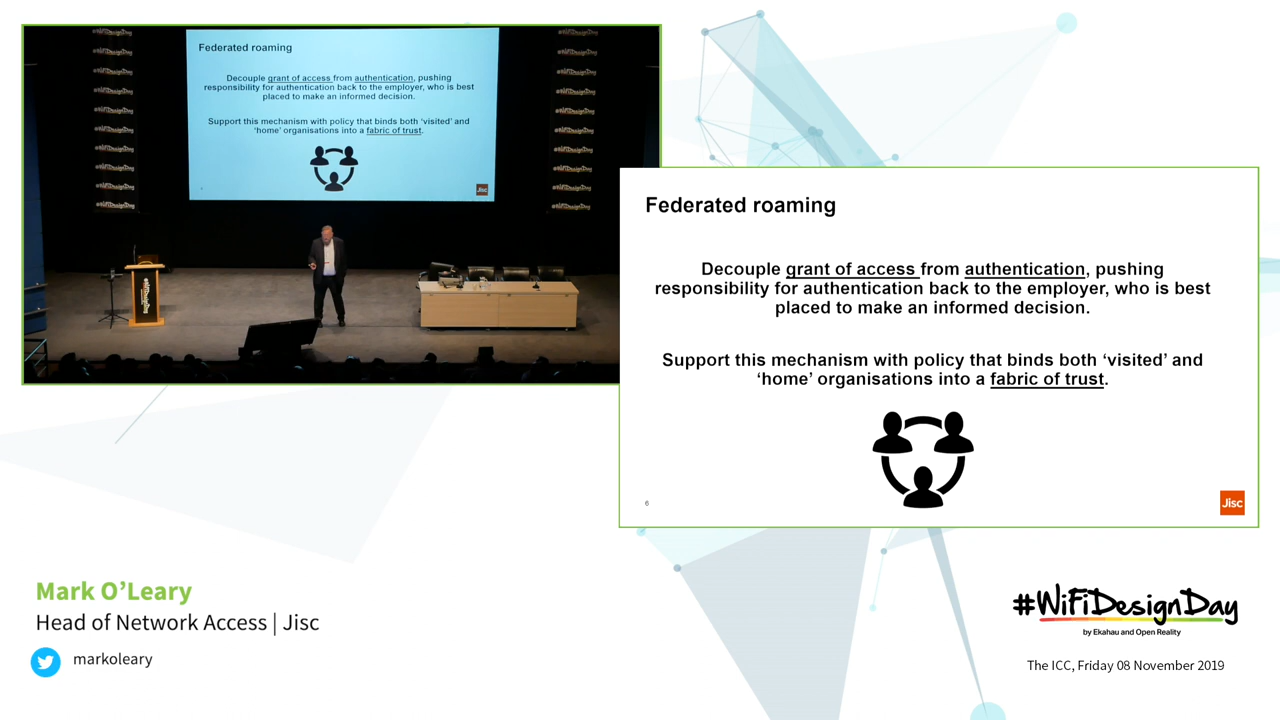 Federated roaming
Decouple grant of access from authentication, pushing
responsibility for authentication back to the employer, who is best
placed to make an informed decision.
Support this mechanism with policy that binds both ‘visited’ and
‘home’ organisations into a fabric of trust.
Jisc
#WiFiDesignDay
Federated roaming
Decouple grant of access from authentication, pushing
responsibility for authentication back to the employer, who is best
placed to make an informed decision.
Support this mechanism with policy that binds both ‘visited’ and
‘home’ organisations into a fabric of trust.
6
Jisc
Mark O’Leary
Head of Network Access | Jisc
markoleary
#WiFiDesignDay
by Ekahau and Open Reality
The ICC, Friday 08 November 2019